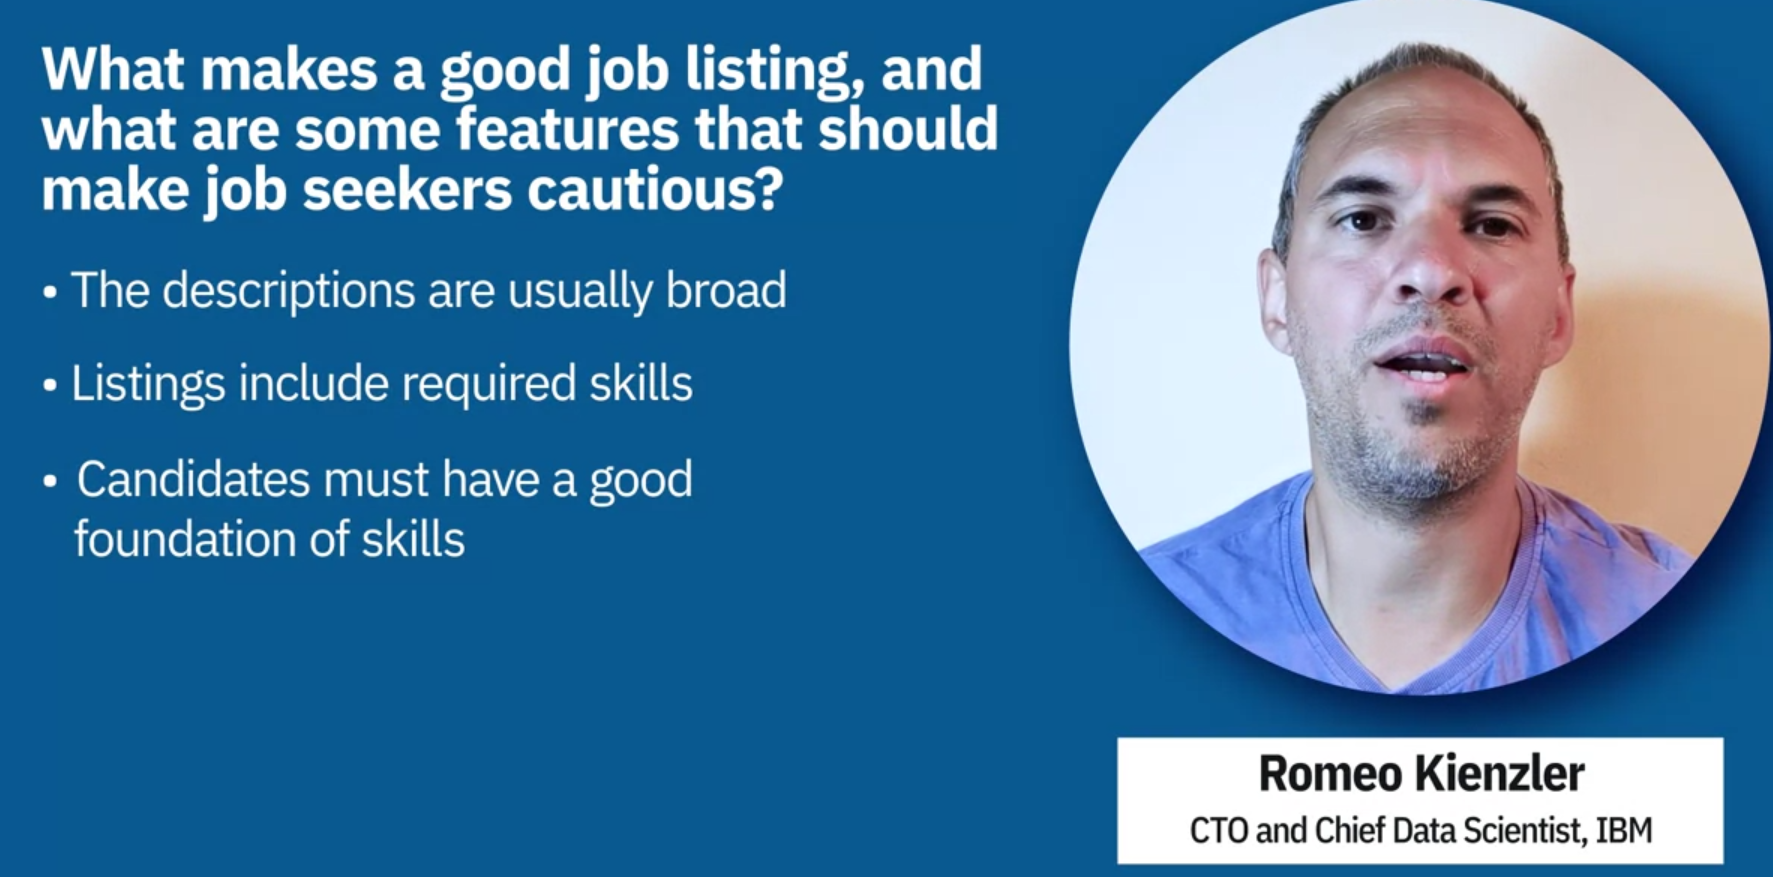 What makes a good job listing, and
what are some features that should
make job seekers cautious?
• The descriptions are usually broad
• Listings include required skills
• Candidates must have a good
foundation of skills
Romeo Kienzler
CTO and Chief Data Scientist, IBM